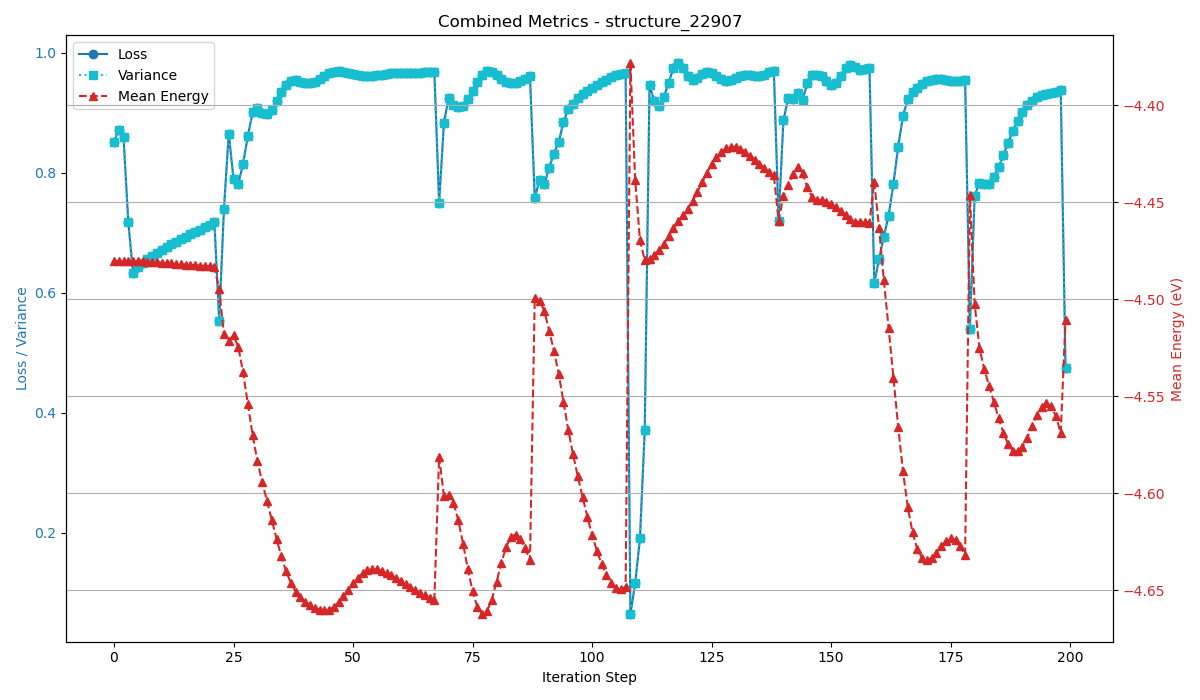 Combined Metrics - structure_22907
Loss
Variance
Mean Energy
1.0
0.8
0.6
0.4
0.2
Loss / Variance
−4.40
−4.45
−4.50
−4.55
−4.60
−4.65
Mean Energy (eV)
0 25 50 75 100 125 150 175 200
Iteration Step